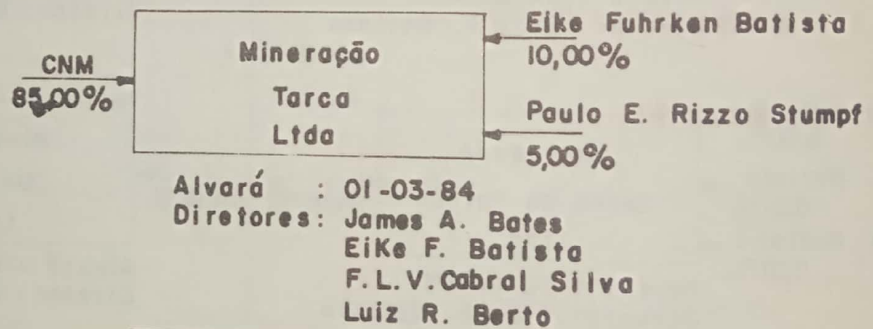 Eike Fuhrken Batista
10,00%
CNM
85,00%
Mineração
Tarca
Ltda
Paulo E. Rizzo Stumpf
5,00%
Alvará : 01-03-84
Diretores: James A. Bates
EiKe F. Batista
F.L.V.Cabral Silva
Luiz R. Berto